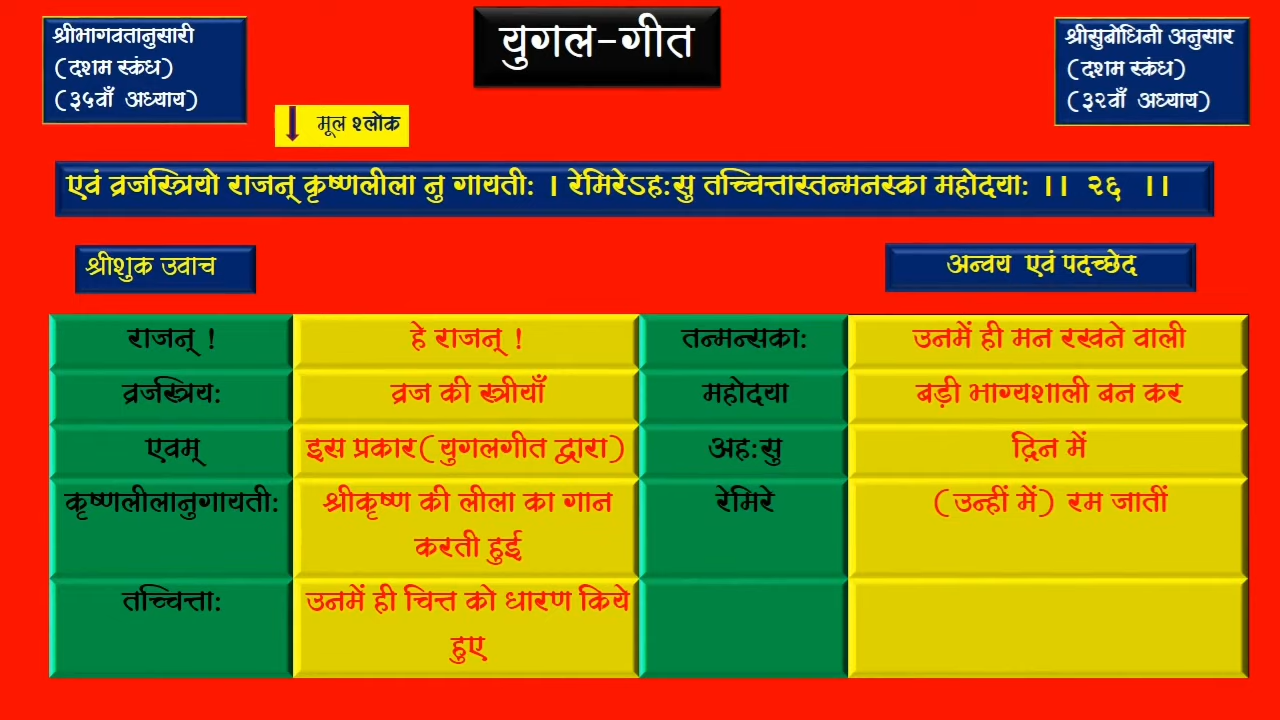 श्रीभागवतानुसारी
(दशम स्कंध)
(३५वाँ अध्याय)
युगल-गीत
श्रीसुबोधिनी अनुसार
(दशम स्कंध)
(३२वाँ अध्याय)
मूल श्लोक
एवं व्रजस्त्रियो राजन् कृष्णलीला नु गायती: । रेमिरेऽह:सु तच्चित्तास्तन्मनस्का महोदया: ।। २६ ।।
श्रीशुक उवाच
अन्वय एवं पदच्छेद
राजन् ! हे राजन् ! तन्मन्सका: उनमें ही मन रखने वाली
व्रजस्त्रिय: व्रज की स्त्रीयाँ महोदया बड़ी भाग्यशाली बन कर
एवम् इस प्रकार(युगलगीत द्वारा) अह:सु दिन में
कृष्णलीलानुगायती: श्रीकृष्ण की लीला का गान रेमिरे (उन्हीं में) रम जातीं
करती हुई
तच्चित्ता: उनमें ही चित्त को धारण किये
हुए